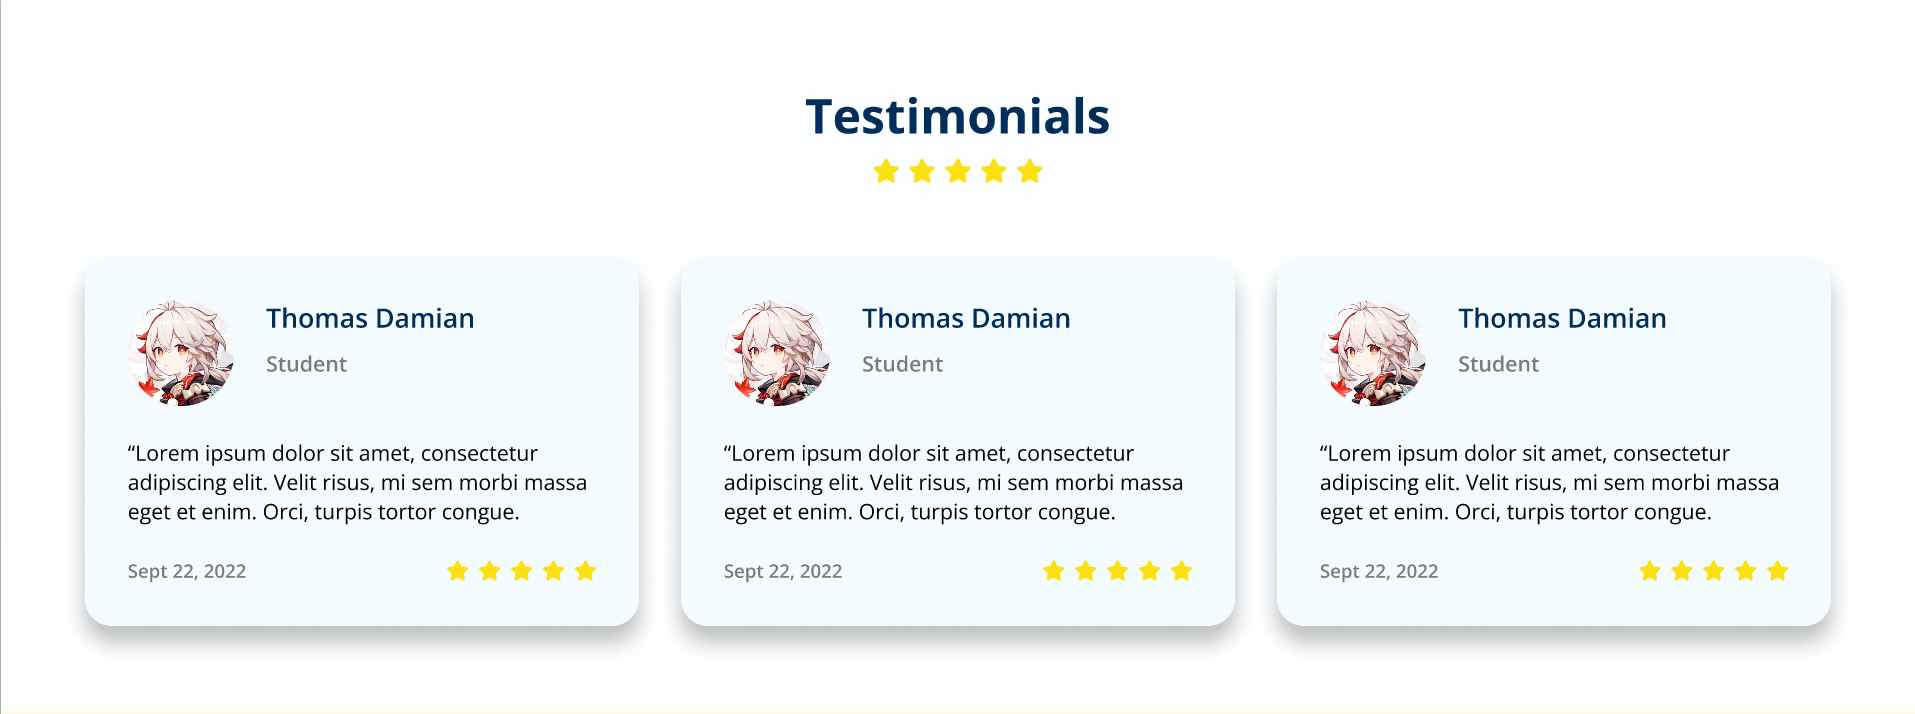 Testimonials
Thomas Damian
Student
“Lorem ipsum dolor sit amet, consectetur
adipiscing elit. Velit risus, mi sem morbi massa
eget et enim. Orci, turpis tortor congue.
Sept 22, 2022
Thomas Damian
Student
“Lorem ipsum dolor sit amet, consectetur
adipiscing elit. Velit risus, mi sem morbi massa
eget et enim. Orci, turpis tortor congue.
Sept 22, 2022
Thomas Damian
Student
“Lorem ipsum dolor sit amet, consectetur
adipiscing elit. Velit risus, mi sem morbi massa
eget et enim. Orci, turpis tortor congue.
Sept 22, 2022